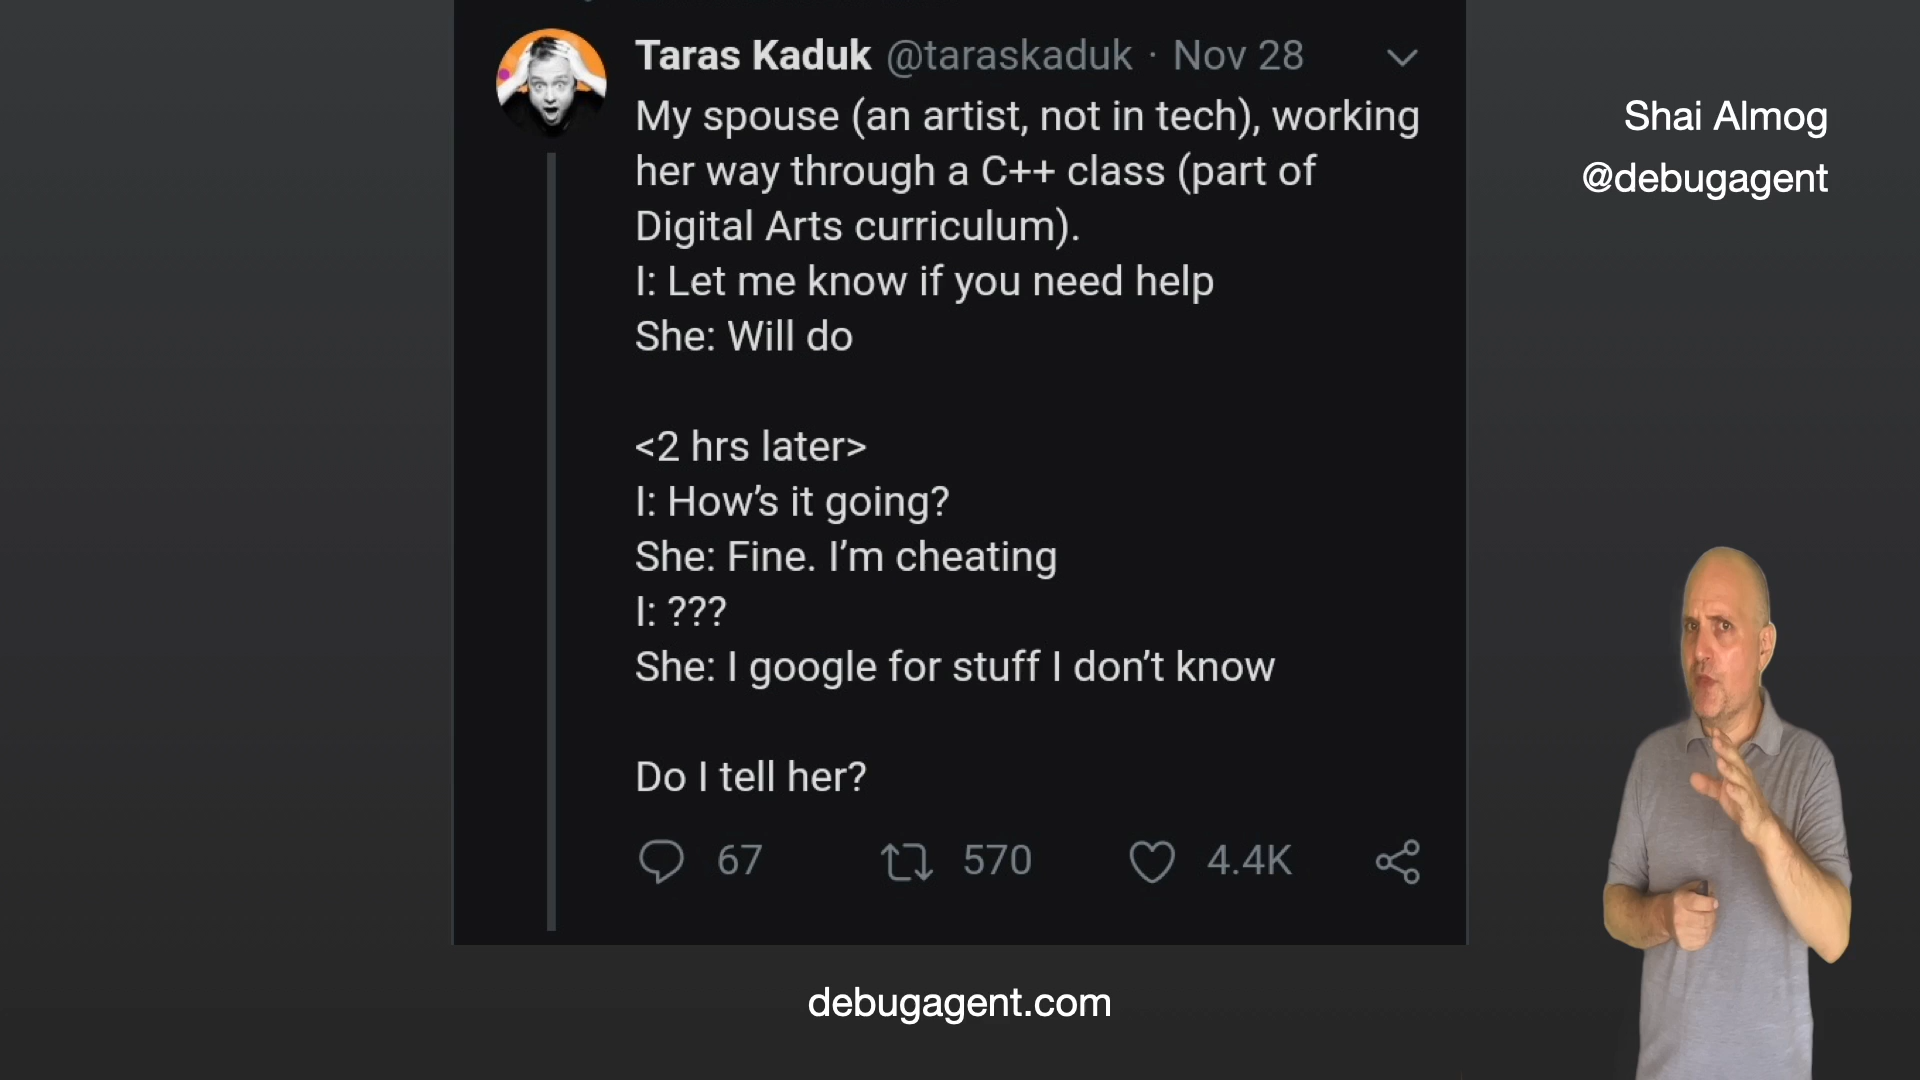 Taras Kaduk @taraskaduk · Nov 28
My spouse (an artist, not in tech), working
her way through a C++ class (part of
Digital Arts curriculum).
I: Let me know if you need help
She: Will do
<2 hrs later>
I: How’s it going?
She: Fine. I’m cheating
I: ???
She: I google for stuff I don’t know
Do I tell her?
67 570 4.4K
Shai Almog
@debugagent
debugagent.com